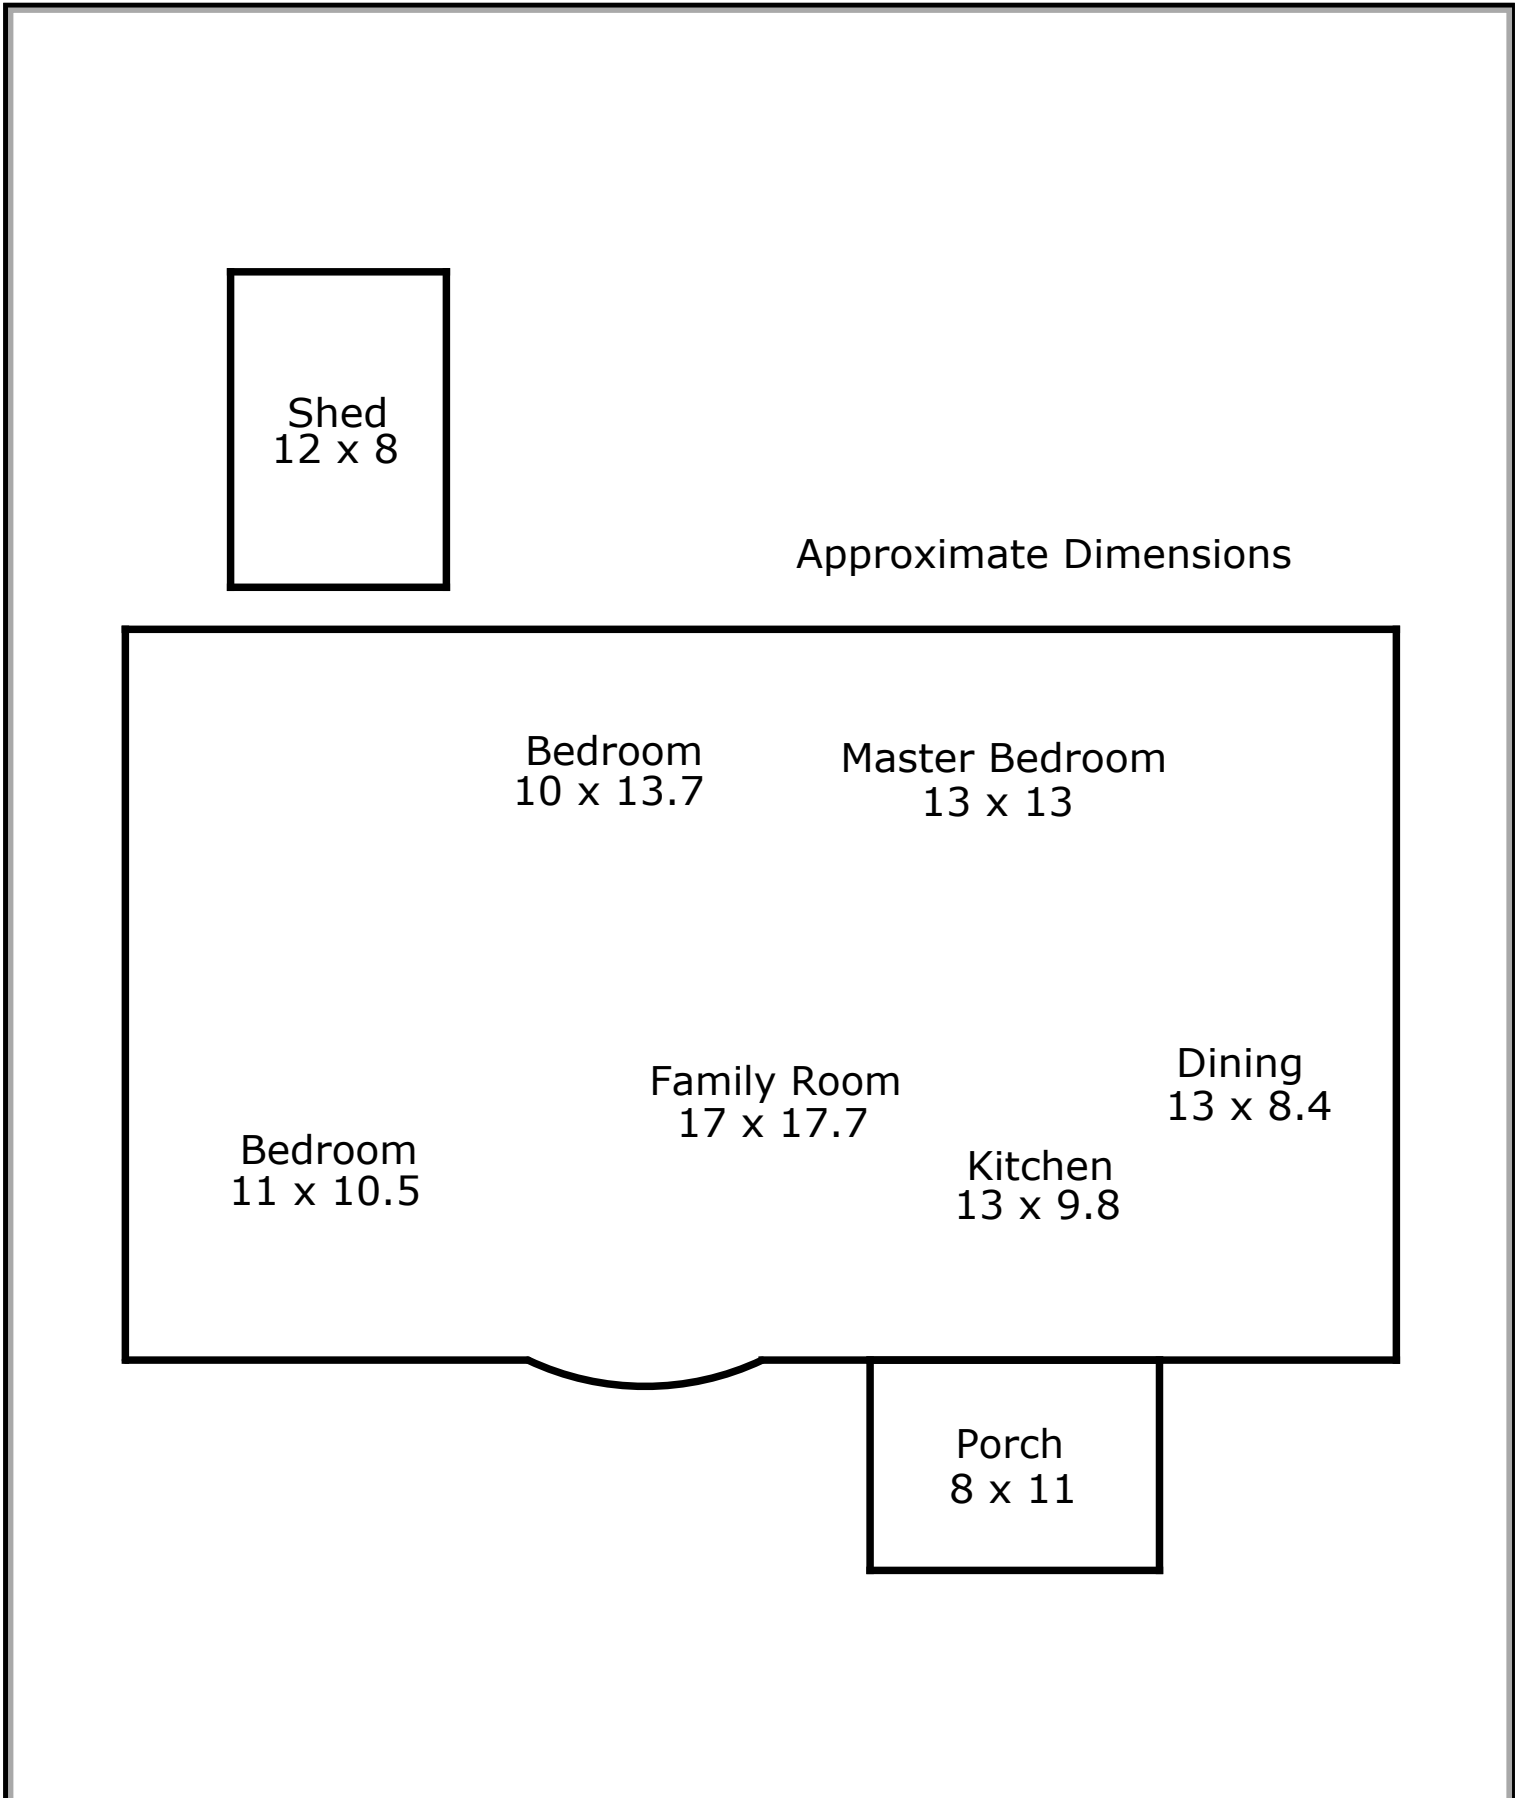 Shed
12 x 8
Approximate Dimensions
Bedroom
10 x 13.7
Master Bedroom
13 x 13
Family Room
17 x 17.7
Dining
13 x 8.4
Bedroom
11 x 10.5
Kitchen
13 x 9.8
Porch
8 x 11